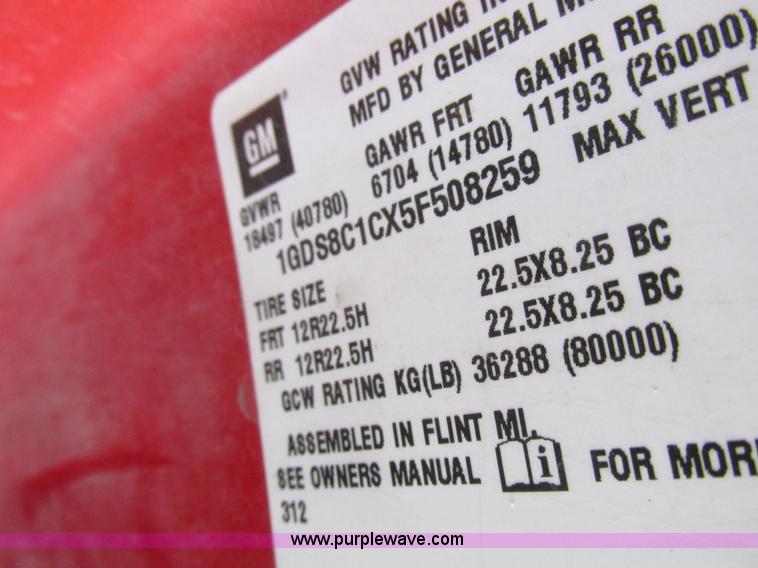 GVW RATING
MFD BY GENERAL
GM
GVWR GAWR FRT GAWR RR
18497 (40780) 6704 (14780) 11793 (26000)
1GDS8C1CX5F508259 MAX VERT
TIRE SIZE RIM
FRT 12R22.5H 22.5X8.25 BC
RR 12R22.5H 22.5X8.25 BC
GCW RATING KG(LB) 36288 (80000)
ASSEMBLED IN FLINT MI.
SEE OWNERS MANUAL i FOR
312
www.purplewave.com